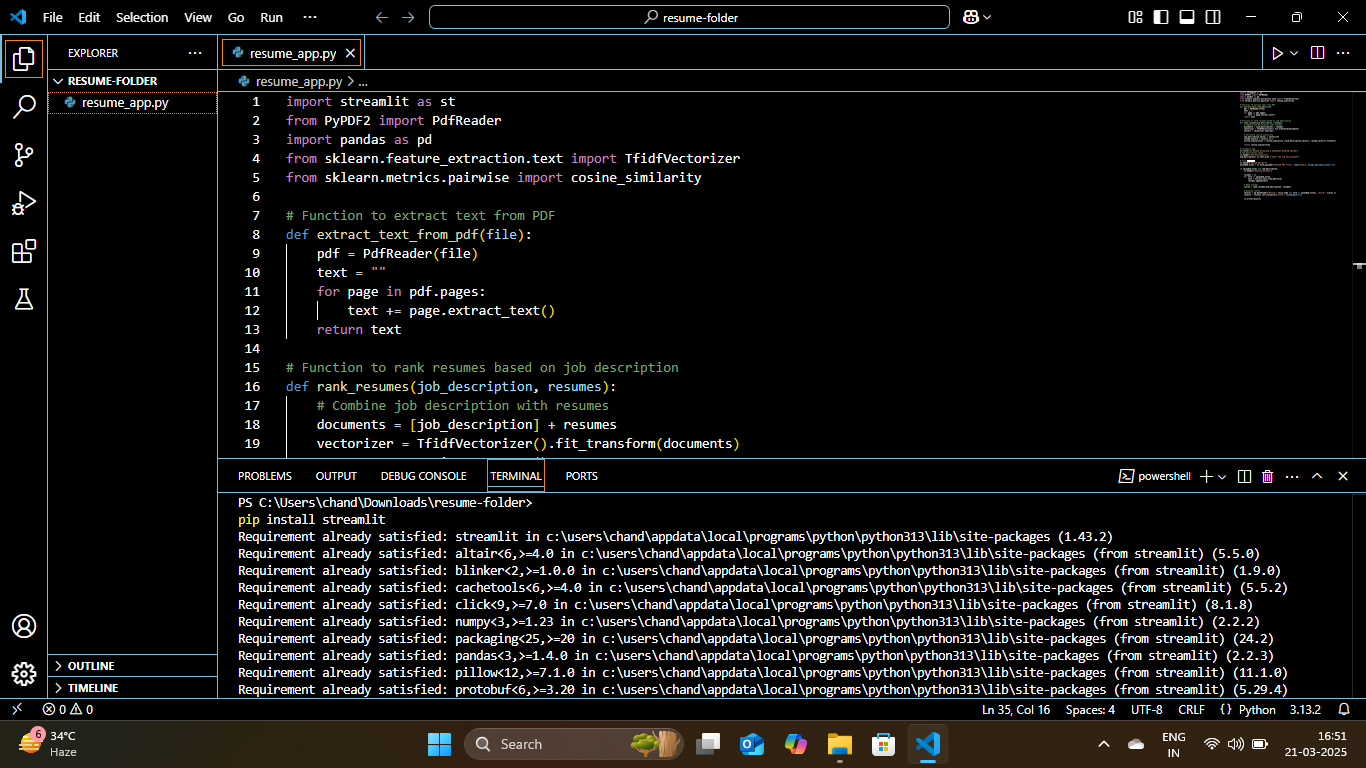 File Edit Selection View Go Run ···
resume-folder
EXPLORER ···
RESUME-FOLDER
resume_app.py
OUTLINE
TIMELINE
resume_app.py
resume_app.py > ...
1 import streamlit as st
2 from PyPDF2 import PdfReader
3 import pandas as pd
4 from sklearn.feature_extraction.text import TfidfVectorizer
5 from sklearn.metrics.pairwise import cosine_similarity
6
7 # Function to extract text from PDF
8 def extract_text_from_pdf(file):
9 pdf = PdfReader(file)
10 text = ""
11 for page in pdf.pages:
12 text += page.extract_text()
13 return text
14
15 # Function to rank resumes based on job description
16 def rank_resumes(job_description, resumes):
17 # Combine job description with resumes
18 documents = [job_description] + resumes
19 vectorizer = TfidfVectorizer().fit_transform(documents)
PROBLEMS OUTPUT DEBUG CONSOLE TERMINAL PORTS
powershell
PS C:\Users\chand\Downloads\resume-folder>
pip install streamlit
Requirement already satisfied: streamlit in c:\users\chand\appdata\local\programs\python\python313\lib\site-packages (1.43.2)
Requirement already satisfied: altair<6,>=4.0 in c:\users\chand\appdata\local\programs\python\python313\lib\site-packages (from streamlit) (5.5.0)
Requirement already satisfied: blinker<2,>=1.0.0 in c:\users\chand\appdata\local\programs\python\python313\lib\site-packages (from streamlit) (1.9.0)
Requirement already satisfied: cachetools<6,>=4.0 in c:\users\chand\appdata\local\programs\python\python313\lib\site-packages (from streamlit) (5.5.2)
Requirement already satisfied: click<9,>=7.0 in c:\users\chand\appdata\local\programs\python\python313\lib\site-packages (from streamlit) (8.1.8)
Requirement already satisfied: numpy<3,>=1.23 in c:\users\chand\appdata\local\programs\python\python313\lib\site-packages (from streamlit) (2.2.2)
Requirement already satisfied: packaging<25,>=20 in c:\users\chand\appdata\local\programs\python\python313\lib\site-packages (from streamlit) (24.2)
Requirement already satisfied: pandas<3,>=1.4.0 in c:\users\chand\appdata\local\programs\python\python313\lib\site-packages (from streamlit) (2.2.3)
Requirement already satisfied: pillow<12,>=7.1.0 in c:\users\chand\appdata\local\programs\python\python313\lib\site-packages (from streamlit) (11.1.0)
Requirement already satisfied: protobuf<6,>=3.20 in c:\users\chand\appdata\local\programs\python\python313\lib\site-packages (from streamlit) (5.29.4)
0 0
Ln 35, Col 16 Spaces: 4 UTF-8 CRLF {} Python 3.13.2
6
34°C
Haze
Search
ENG
IN
16:51
21-03-2025